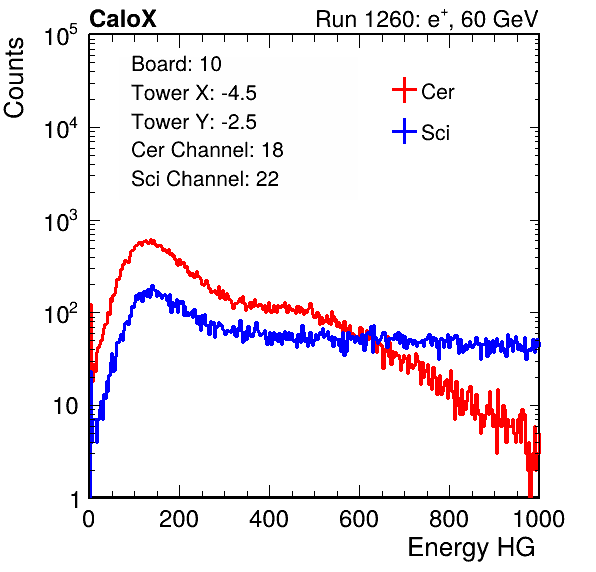 CaloX Run 1260: e⁺, 60 GeV
Counts
Board: 10
Tower X: -4.5
Tower Y: -2.5
Cer Channel: 18
Sci Channel: 22
Cer
Sci
10⁵
10⁴
10³
10²
10
1
0 200 400 600 800 1000
Energy HG